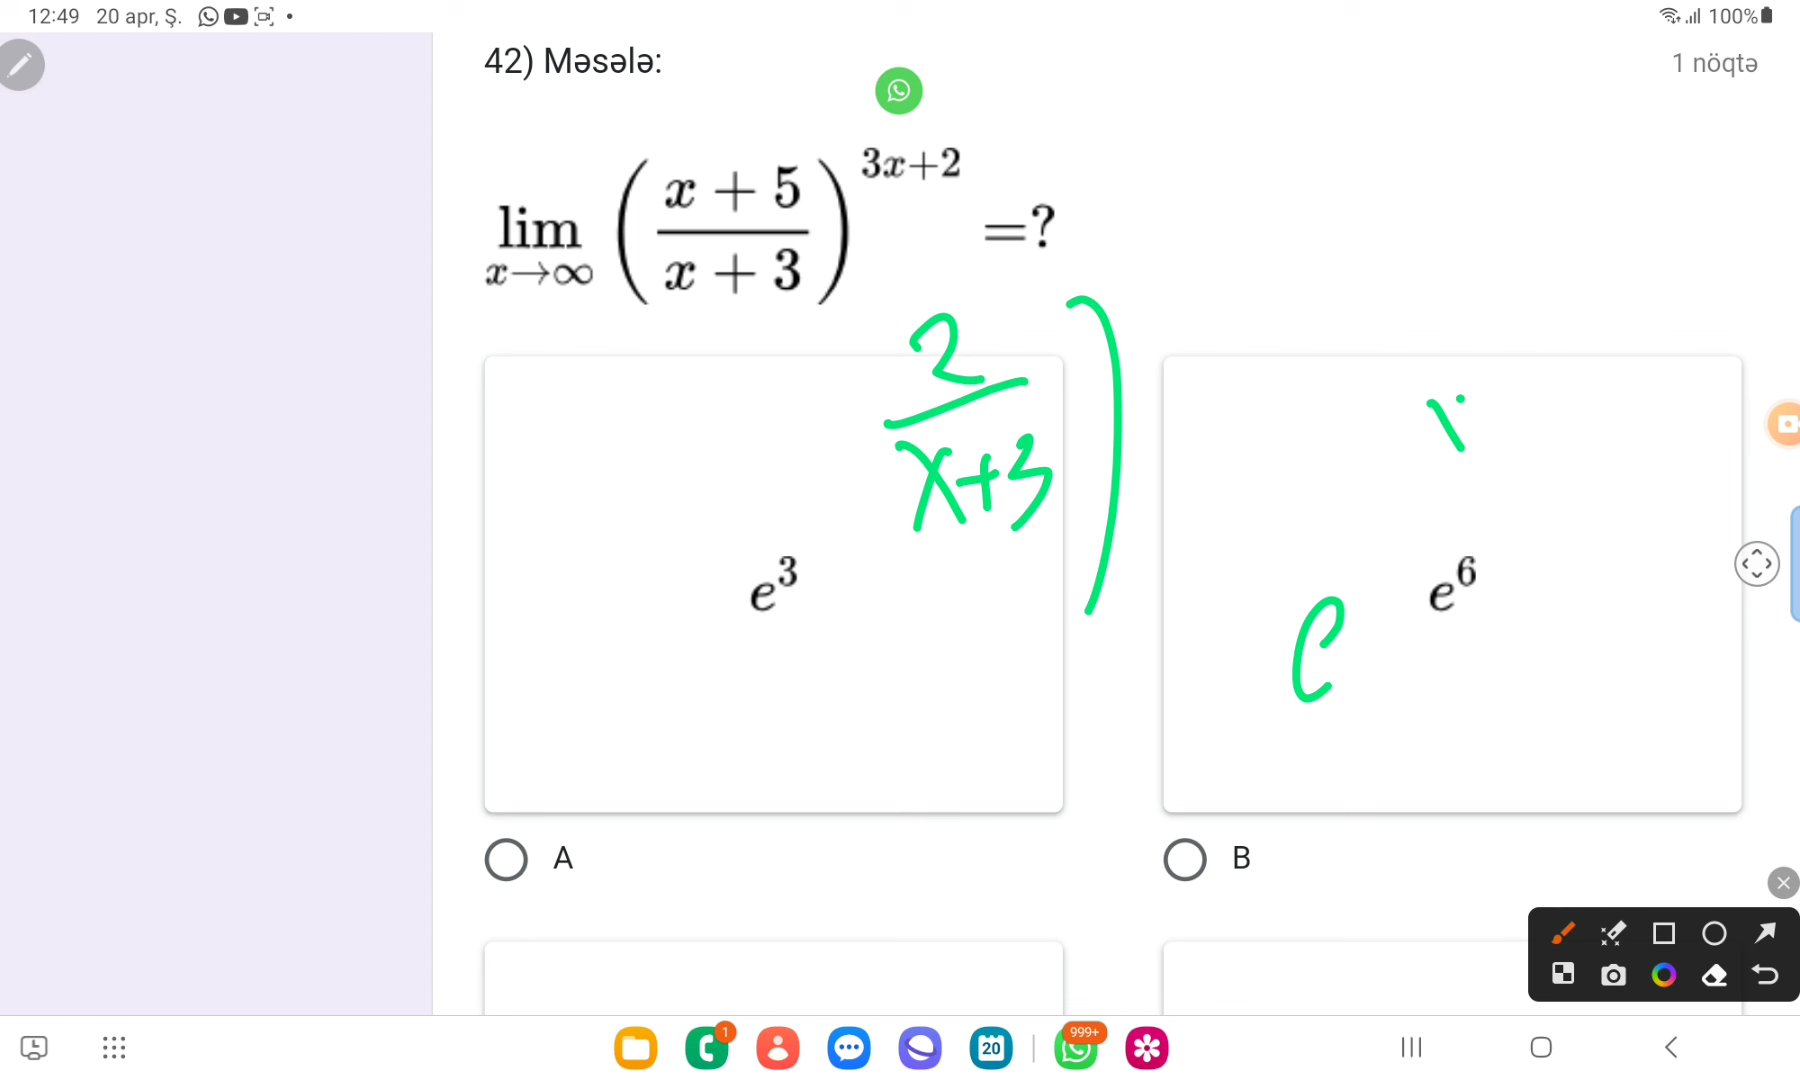 12:49 20 apr, Ş. 100%
42) Məsələ:
1 nöqtə
lim x→∞ ( (x + 5) / (x + 3) )^(3x+2) =?
2
x+3 )
e
e^3
e^6
A
B
1
20
999+